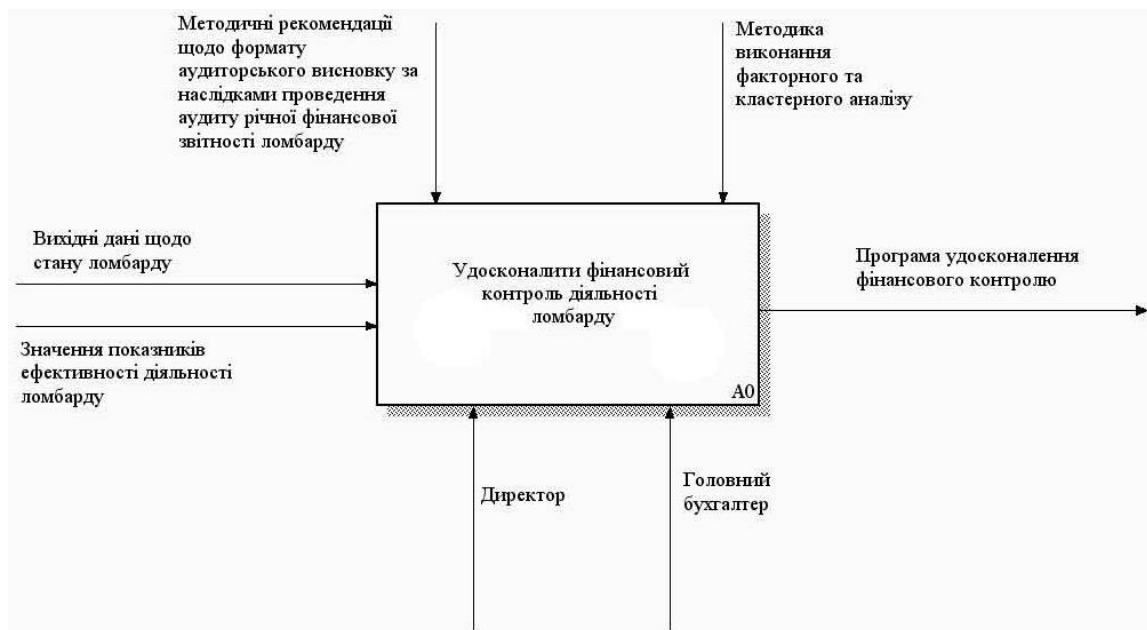 Методичні рекомендації
щодо формату
аудиторського висновку за
наслідками проведення
аудиту річної фінансової
звітності ломбарду
Методика
виконання
факторного та
кластерного аналізу
Вихідні дані щодо
стану ломбарду
Значення показників
ефективності діяльності
ломбарду
Удосконалити фінансовий
контроль діяльності
ломбарду
A0
Програма удосконалення
фінансового контролю
Директор
Головний
бухгалтер